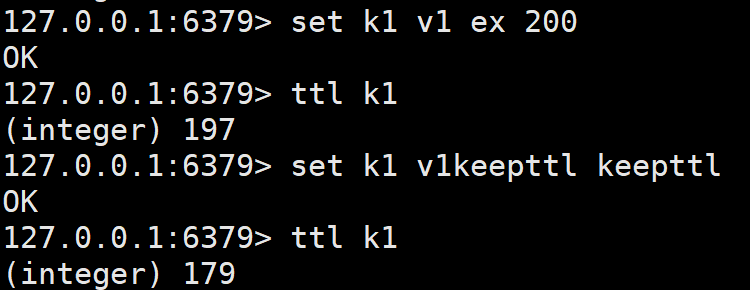 127.0.0.1:6379> set k1 v1 ex 200
OK
127.0.0.1:6379> ttl k1
(integer) 197
127.0.0.1:6379> set k1 v1keepttl keepttl
OK
127.0.0.1:6379> ttl k1
(integer) 179